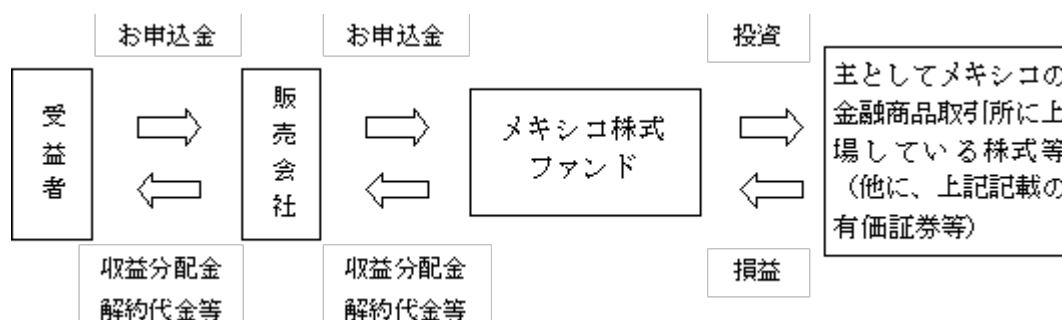 お申込金
お申込金
投資
受益者
販売会社
メキシコ株式
ファンド
主としてメキシコの
金融商品取引所に上
場している株式等
（他に、上記記載の
有価証券等）
収益分配金
解約代金等
収益分配金
解約代金等
損益